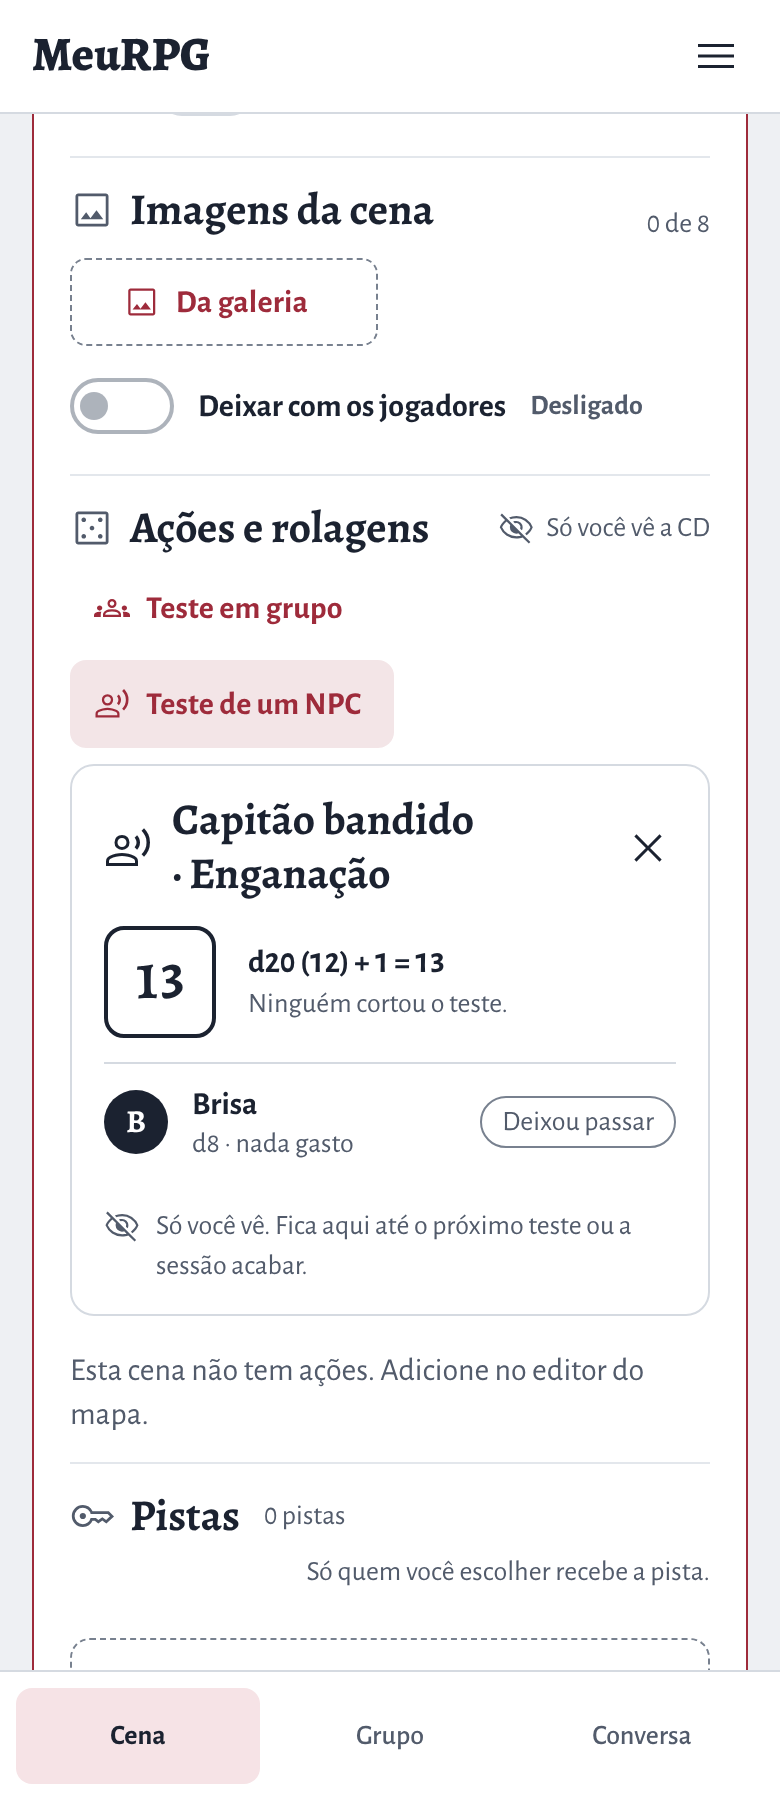 MeuRPG
Imagens da cena
0 de 8
Da galeria
Deixar com os jogadores Desligado
Ações e rolagens
Só você vê a CD
Teste em grupo
Teste de um NPC
Capitão bandido
· Enganação
13
d20 (12) + 1 = 13
Ninguém cortou o teste.
B
Brisa
d8 · nada gasto
Deixou passar
Só você vê. Fica aqui até o próximo teste ou a
sessão acabar.
Esta cena não tem ações. Adicione no editor do
mapa.
Pistas 0 pistas
Só quem você escolher recebe a pista.
Cena
Grupo
Conversa